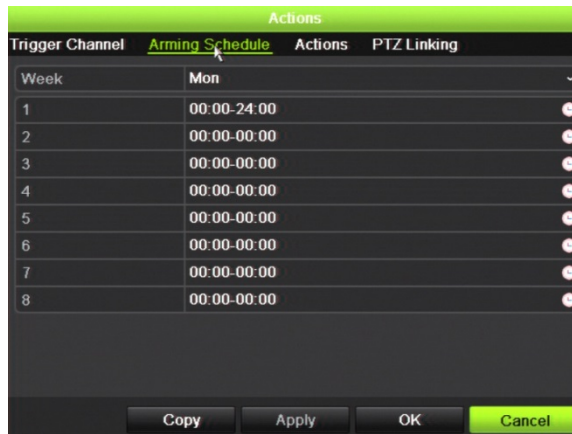 Actions
Trigger Channel Arming Schedule Actions PTZ Linking
Week Mon
1 00:00-24:00
2 00:00-00:00
3 00:00-00:00
4 00:00-00:00
5 00:00-00:00
6 00:00-00:00
7 00:00-00:00
8 00:00-00:00
Copy Apply OK Cancel